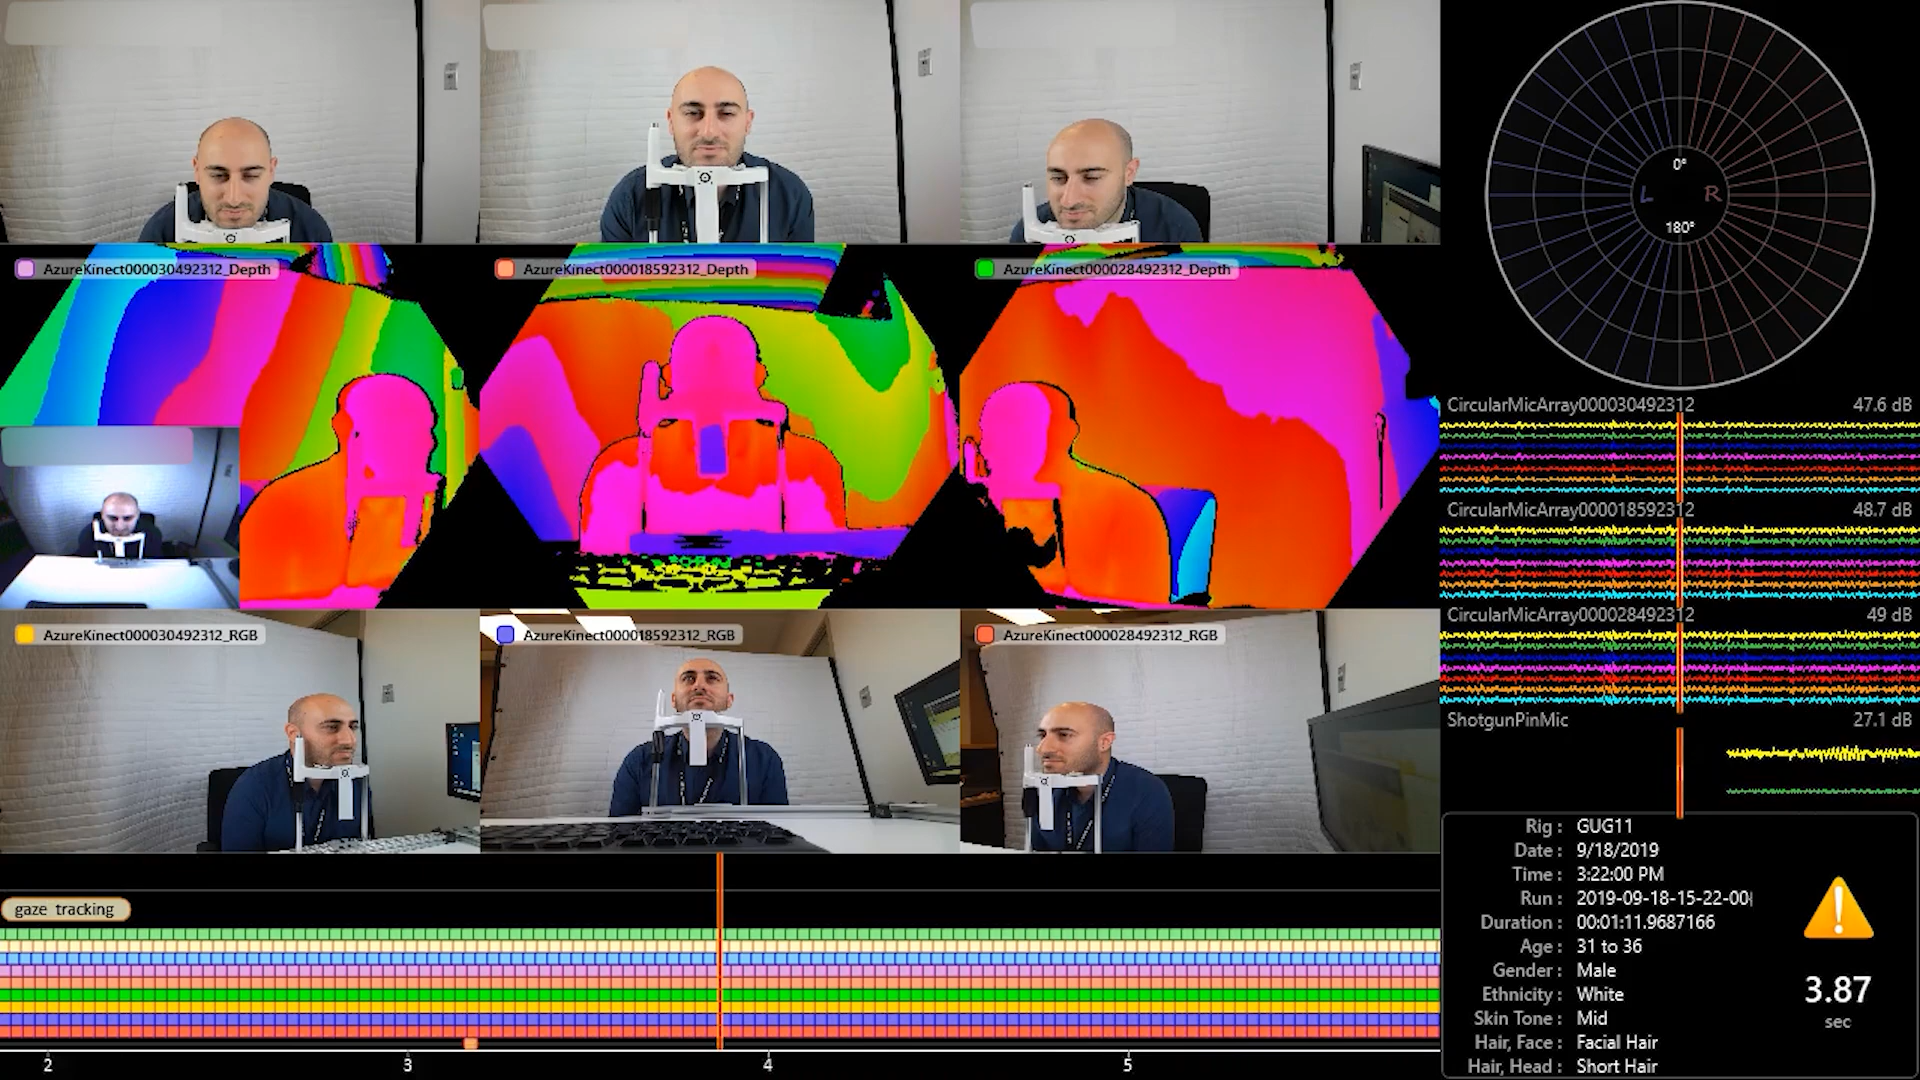 0°
L R
180°
AzureKinect000030492312_Depth
AzureKinect000018592312_Depth
AzureKinect000028492312_Depth
CircularMicArray000030492312 47.6 dB
CircularMicArray000018592312 48.7 dB
CircularMicArray000028492312 49 dB
AzureKinect000030492312_RGB
AzureKinect000018592312_RGB
AzureKinect000028492312_RGB
ShotgunPinMic 27.1 dB
gaze tracking
2 3 4 5
Rig : GUG11
Date : 9/18/2019
Time : 3:22:00 PM
Run : 2019-09-18-15-22-00
Duration : 00:01:11.9687166
Age : 31 to 36
Gender : Male
Ethnicity : White
Skin Tone : Mid
Hair, Face : Facial Hair
Hair, Head : Short Hair
3.87
sec